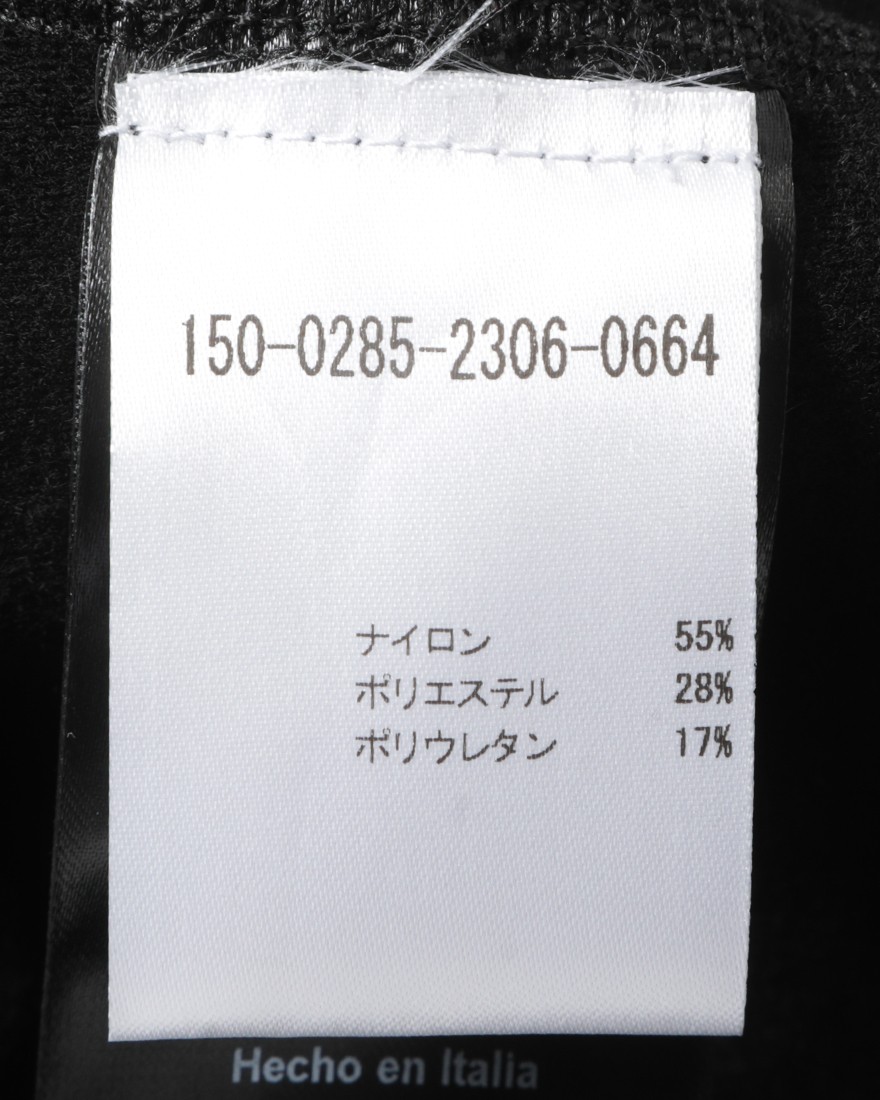 150-0285-2306-0664
ナイロン 55%
ポリエステル 28%
ポリウレタン 17%
Hecho en Italia